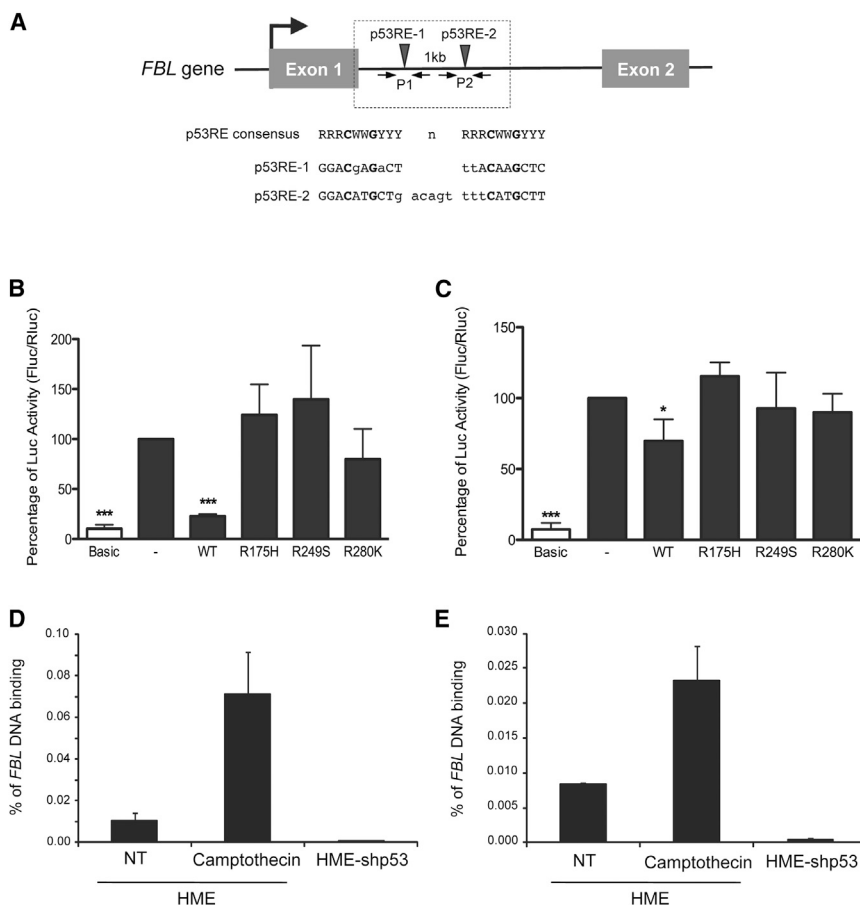 A
p53RE-1 p53RE-2
1kb
FBL gene
Exon 1
Exon 2
P1 P2
p53RE consensus RRRCWWGYYY n RRRCWWGYYY
p53RE-1 GGACgAGaCT ttACAAGCTC
p53RE-2 GGACATGCTg acagt tttCATGCTT
B
Percentage of Luc Activity (Fluc/Rluc)
200
150
100
50
0
***
***
Basic - WT R175H R249S R280K
C
Percentage of Luc Activity (Fluc/Rluc)
150
100
50
0
***
*
Basic - WT R175H R249S R280K
D
% of FBL DNA binding
0.10
0.08
0.06
0.04
0.02
0.00
NT Camptothecin HME-shp53
HME
E
% of FBL DNA binding
0.030
0.025
0.020
0.015
0.010
0.005
0.000
NT Camptothecin HME-shp53
HME